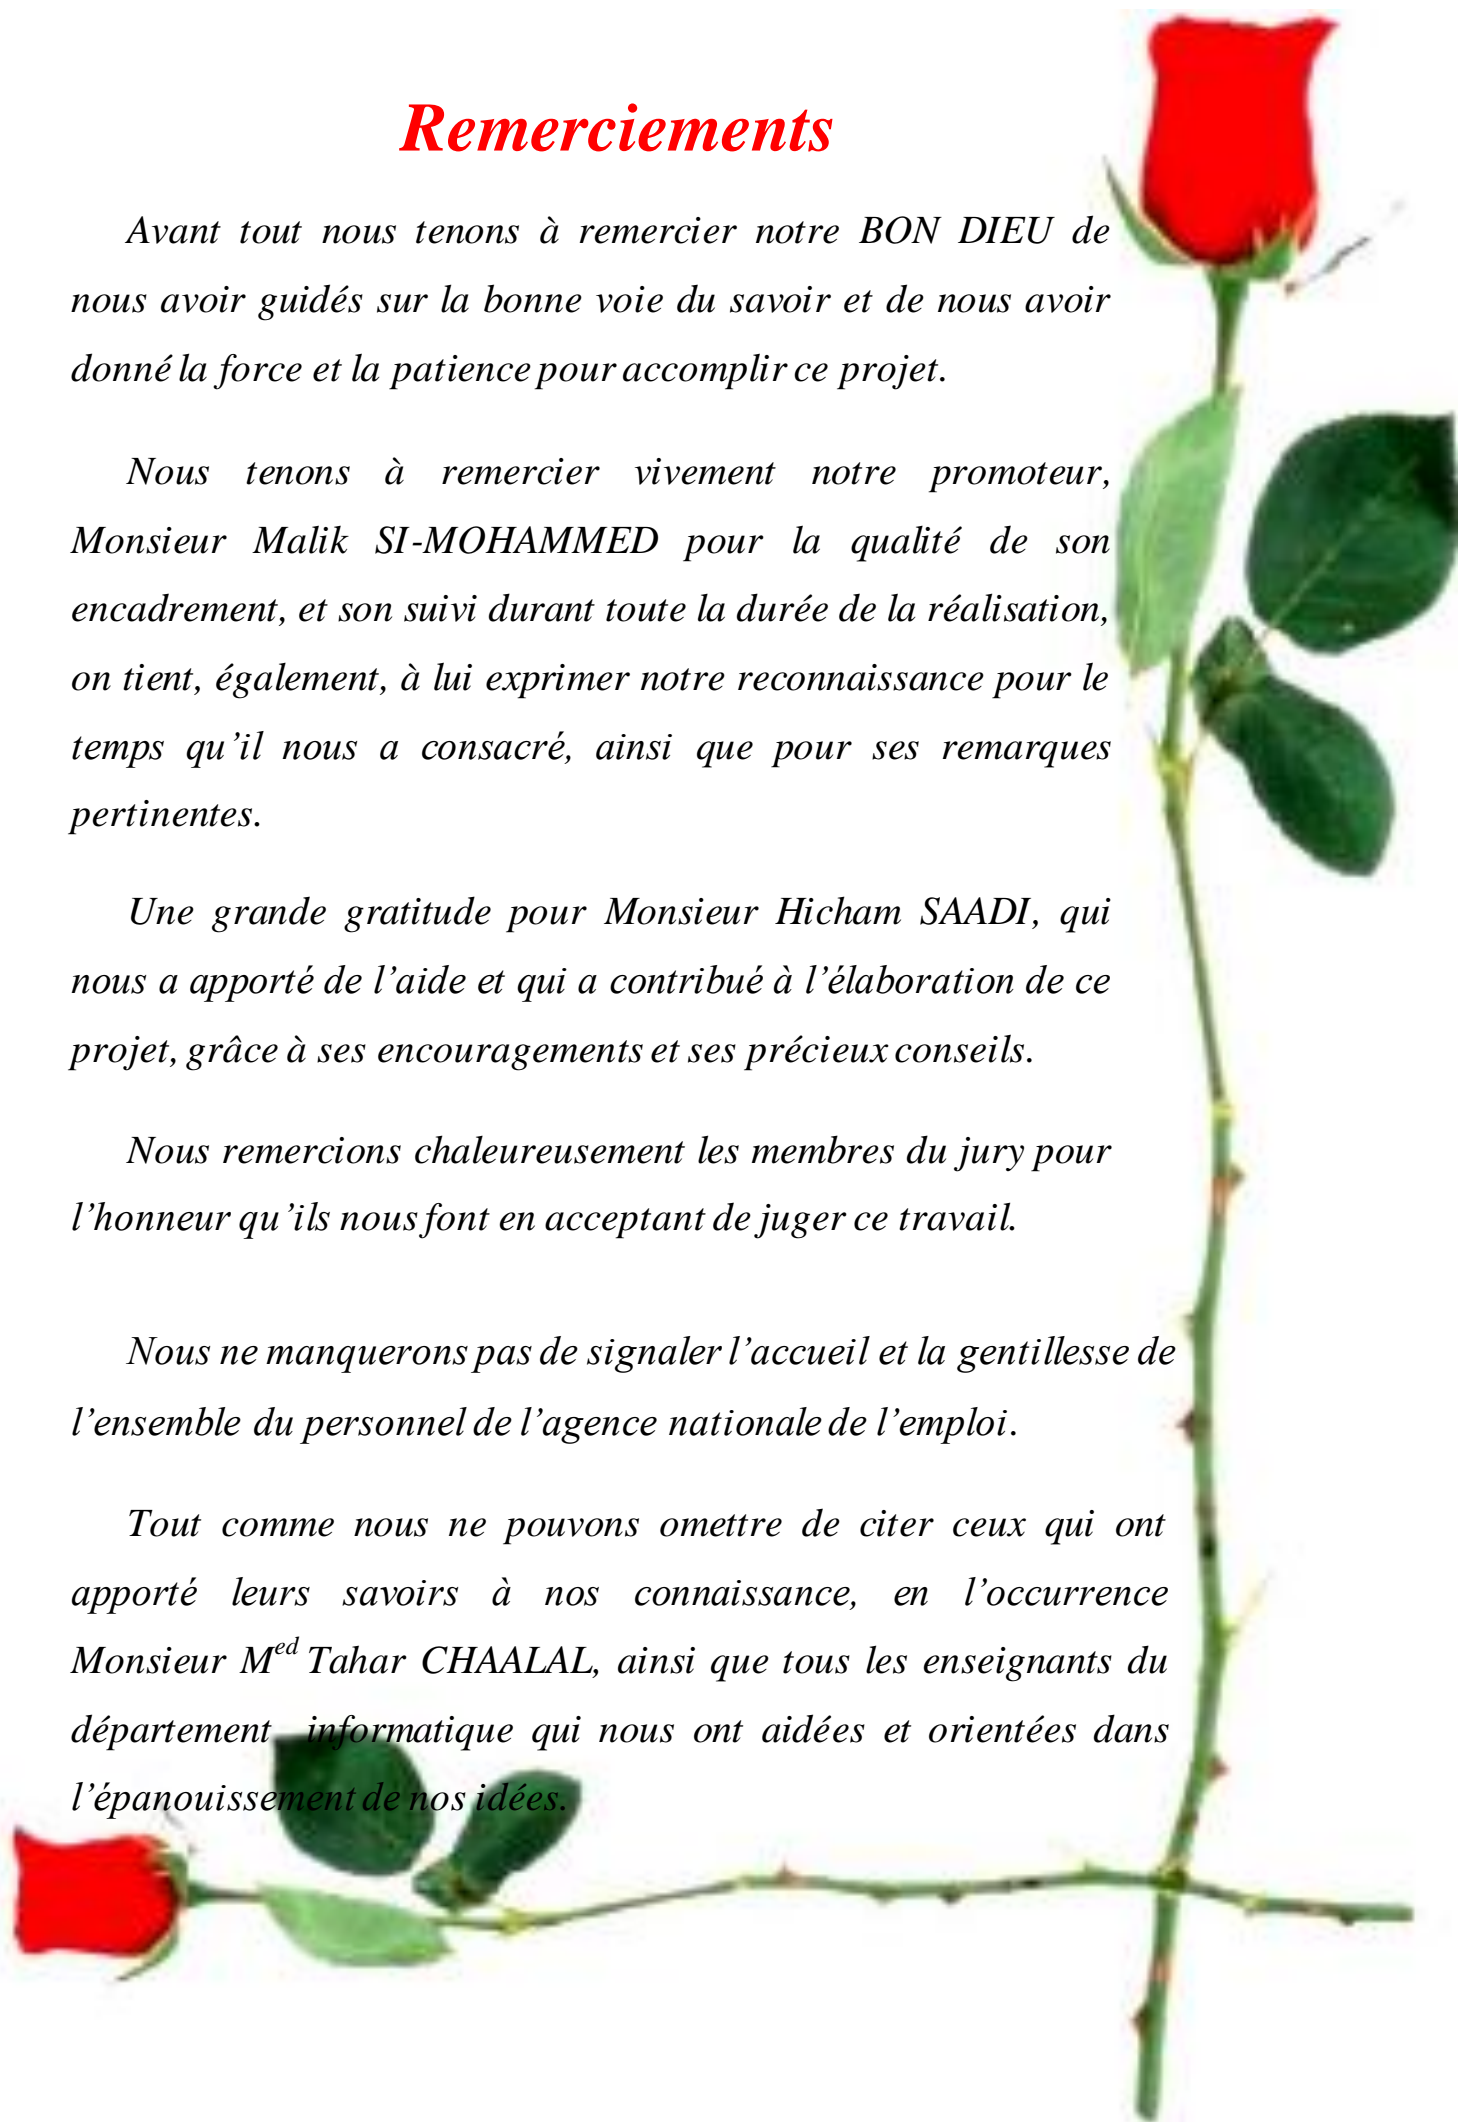 Remerciements
Avant tout nous tenons à remercier notre BON DIEU de
nous avoir guidés sur la bonne voie du savoir et de nous avoir
donné la force et la patience pour accomplir ce projet.
Nous tenons à remercier vivement notre promoteur,
Monsieur Malik SI-MOHAMMED pour la qualité de son
encadrement, et son suivi durant toute la durée de la réalisation,
on tient, également, à lui exprimer notre reconnaissance pour le
temps qu’il nous a consacré, ainsi que pour ses remarques
pertinentes.
Une grande gratitude pour Monsieur Hicham SAADI, qui
nous a apporté de l’aide et qui a contribué à l’élaboration de ce
projet, grâce à ses encouragements et ses précieux conseils.
Nous remercions chaleureusement les membres du jury pour
l’honneur qu’ils nous font en acceptant de juger ce travail.
Nous ne manquerons pas de signaler l’accueil et la gentillesse de
l’ensemble du personnel de l’agence nationale de l’emploi.
Tout comme nous ne pouvons omettre de citer ceux qui ont
apporté leurs savoirs à nos connaissance, en l’occurrence
Monsieur Med Tahar CHAALAL, ainsi que tous les enseignants du
département informatique qui nous ont aidées et orientées dans
l’épanouissement de nos idées.